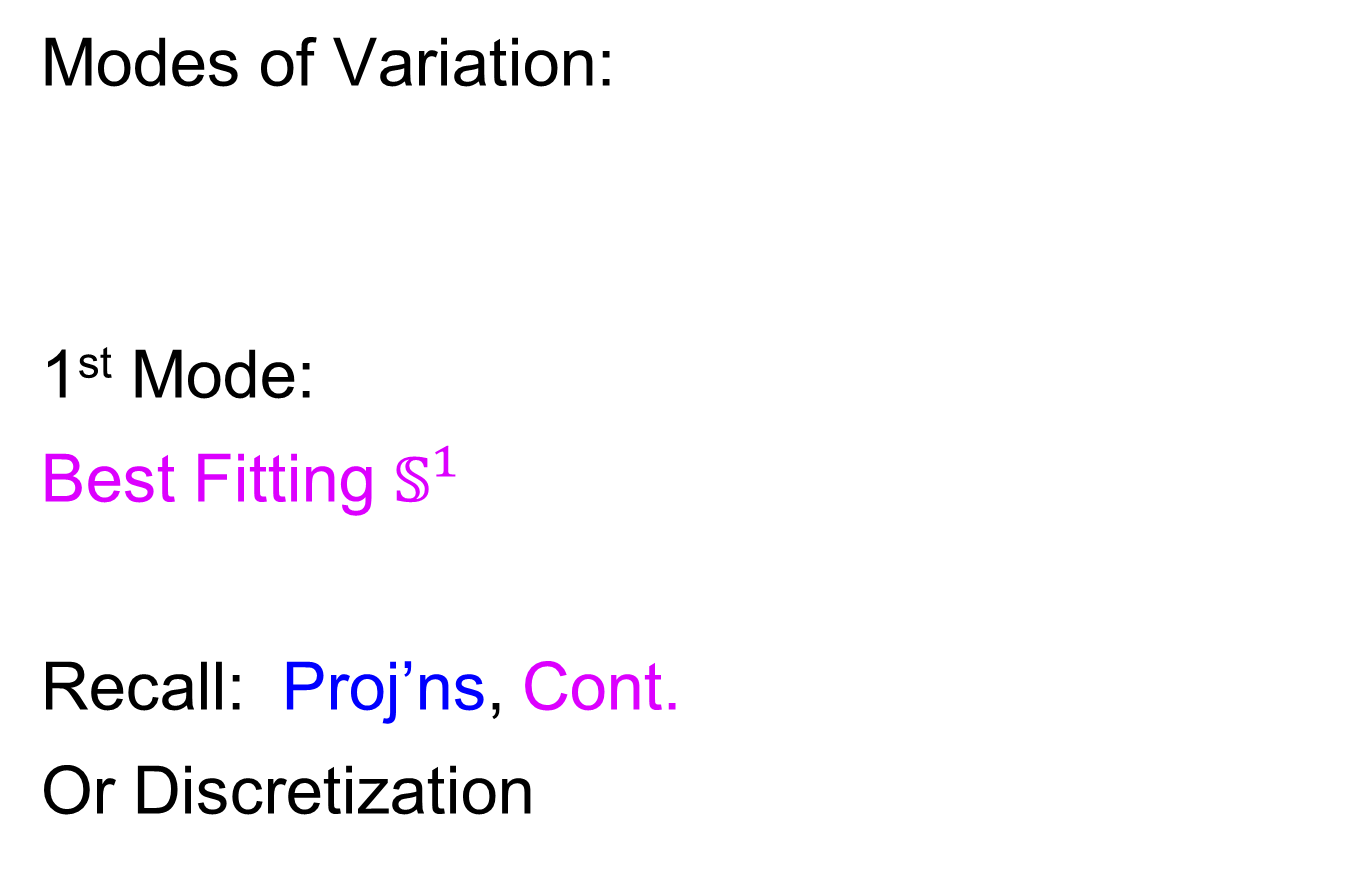 Modes of Variation:
1st Mode:
Best Fitting 𝕊¹
Recall: Proj’ns, Cont.
Or Discretization